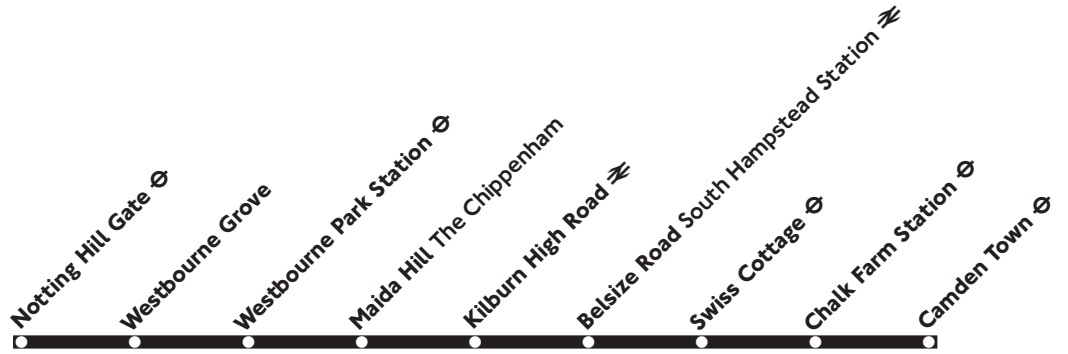 Notting Hill Gate
Westbourne Grove
Westbourne Park Station
Maida Hill The Chippenham
Kilburn High Road
Belsize Road South Hampstead Station
Swiss Cottage
Chalk Farm Station
Camden Town